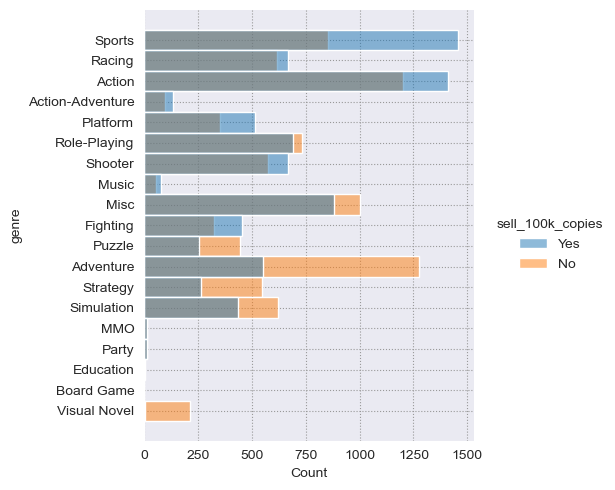 Sports
Racing
Action
Action-Adventure
Platform
Role-Playing
Shooter
Music
Misc
Fighting
Puzzle
Adventure
Strategy
Simulation
MMO
Party
Education
Board Game
Visual Novel
genre
0 250 500 750 1000 1250 1500
Count
sell_100k_copies
Yes
No